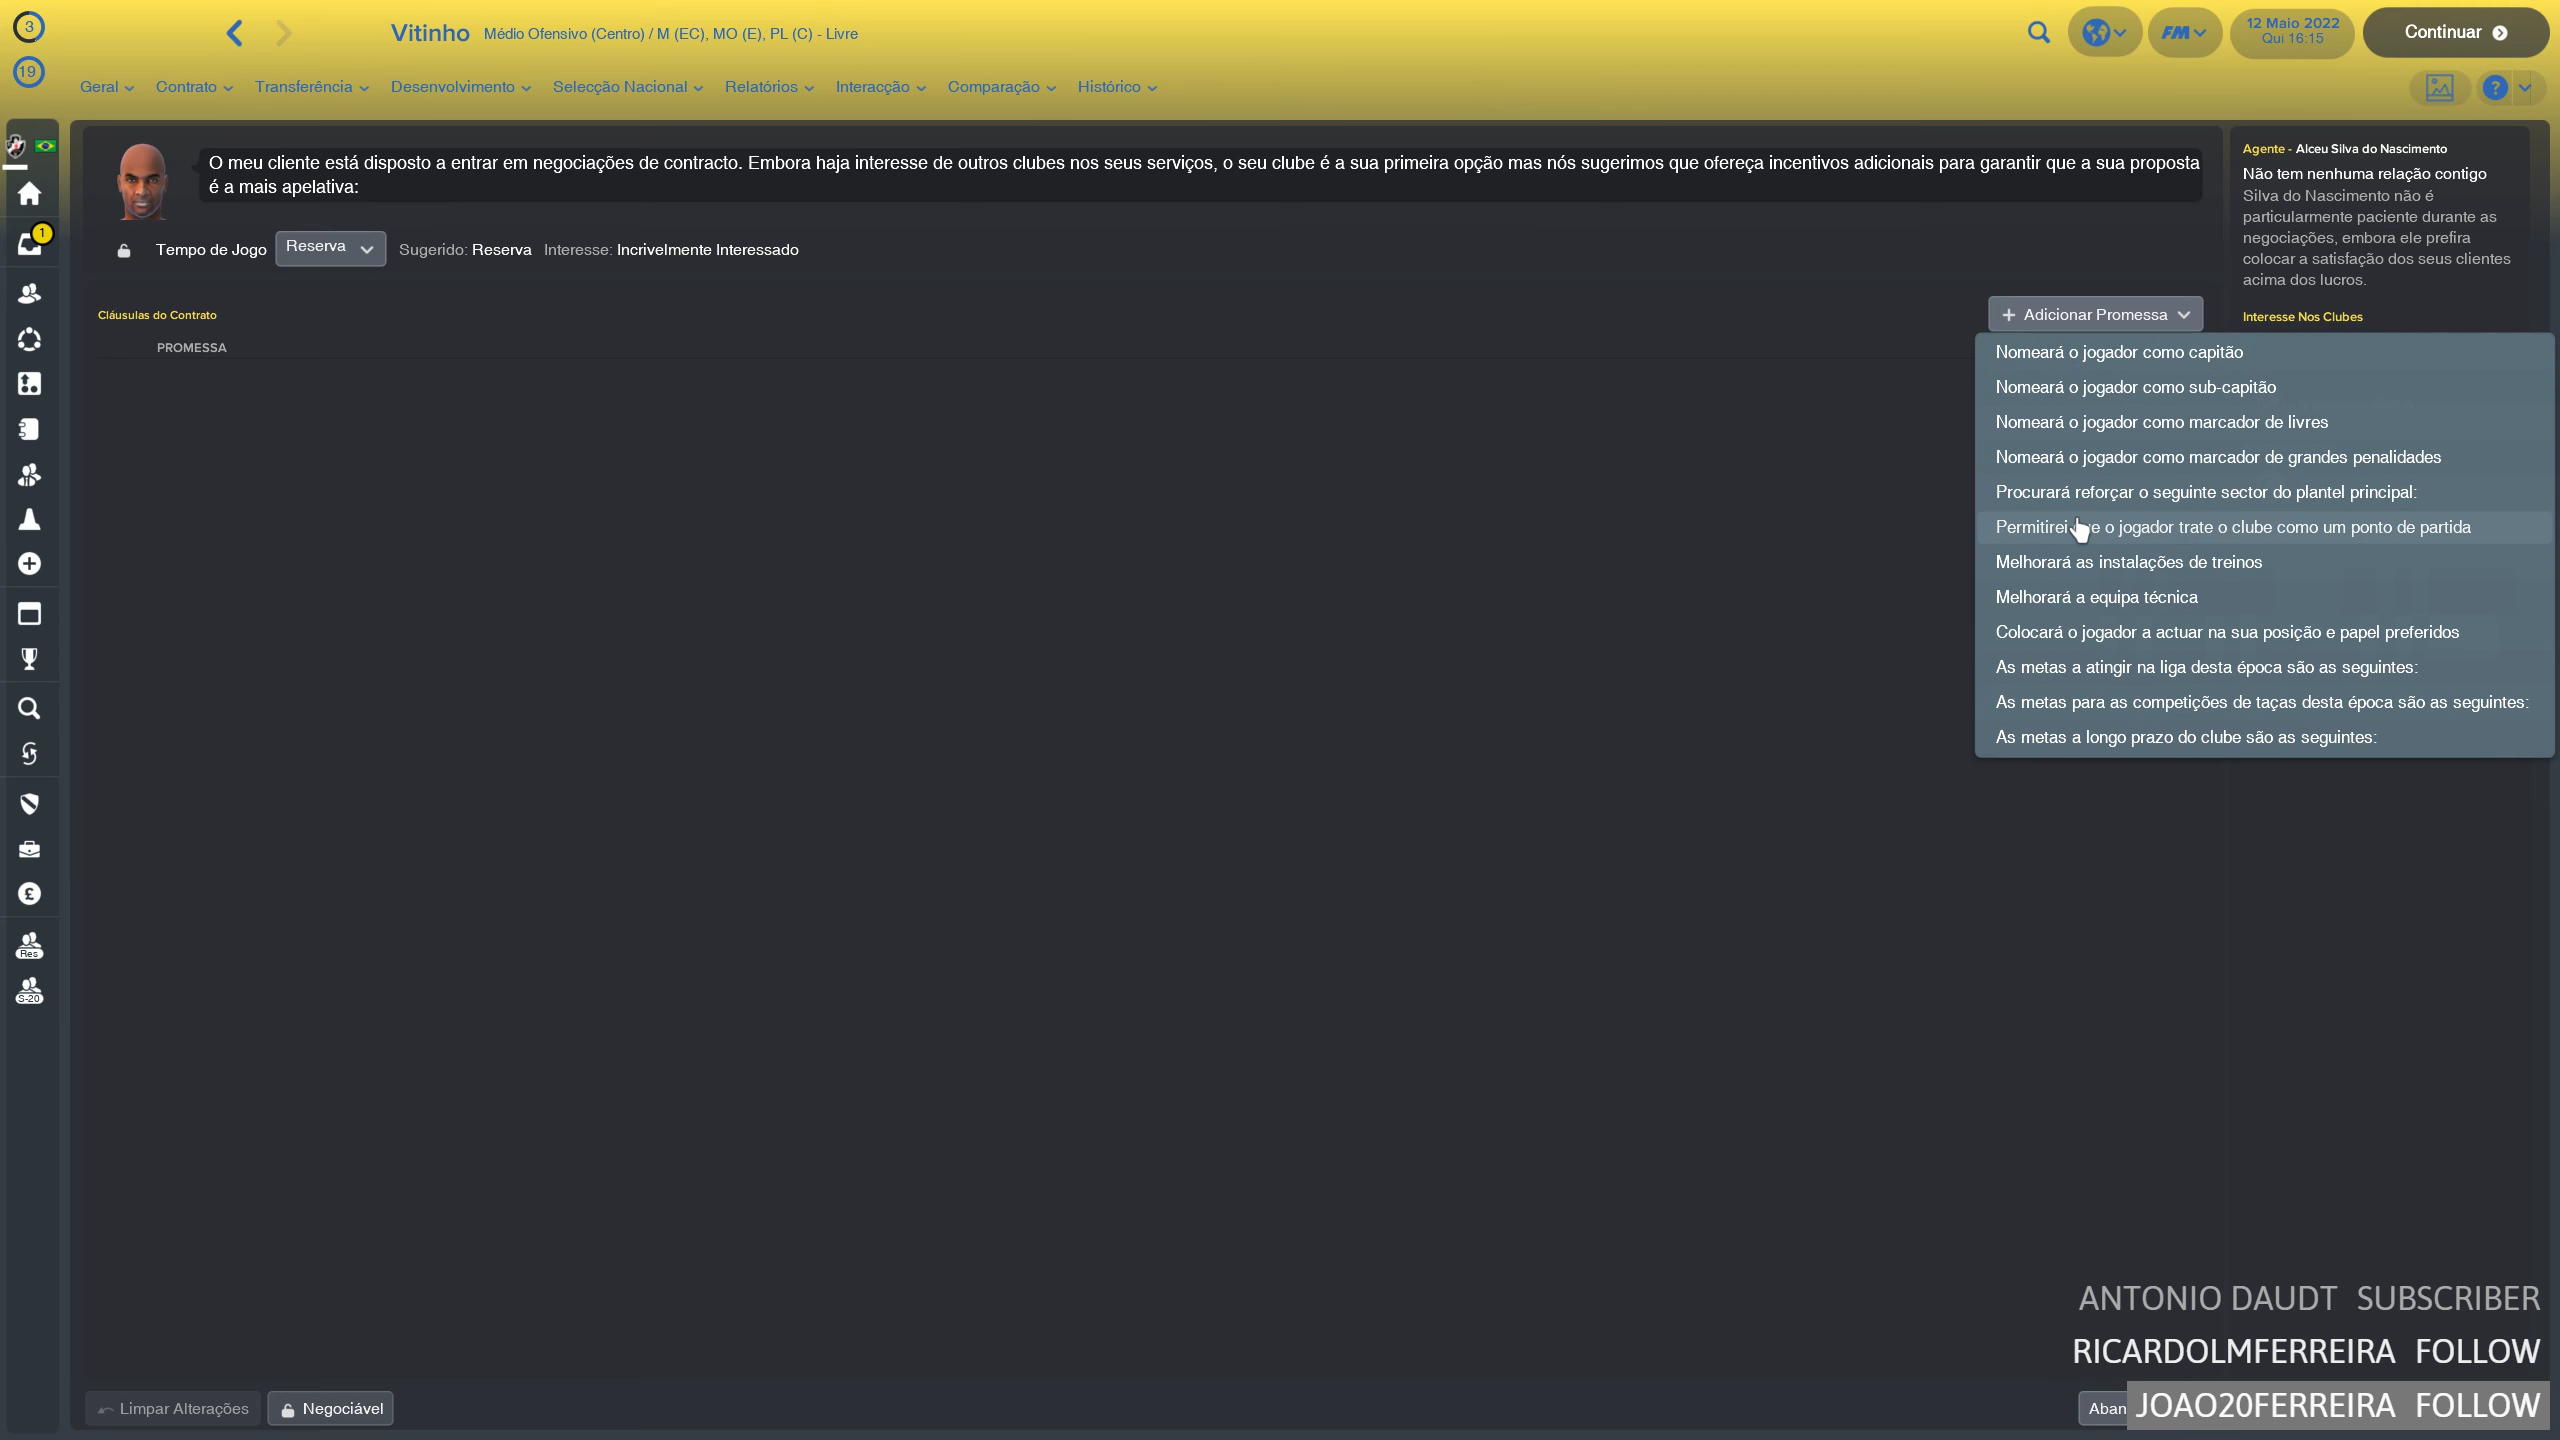 3
Vitinho Médio Ofensivo (Centro) / M (EC), MO (E), PL (C) - Livre
FM
12 Maio 2022
Qui 16:15
Continuar
19
Geral Contrato Transferência Desenvolvimento Selecção Nacional Relatórios Interacção Comparação Histórico
?
O meu cliente está disposto a entrar em negociações de contracto. Embora haja interesse de outros clubes nos seus serviços, o seu clube é a sua primeira opção mas nós sugerimos que ofereça incentivos adicionais para garantir que a sua proposta
é a mais apelativa:
Tempo de Jogo Reserva Sugerido: Reserva Interesse: Incrivelmente Interessado
Agente - Alceu Silva do Nascimento
Não tem nenhuma relação contigo
Silva do Nascimento não é
particularmente paciente durante as
negociações, embora ele prefira
colocar a satisfação dos seus clientes
acima dos lucros.
Interesse Nos Clubes
1
Cláusulas do Contrato
+ Adicionar Promessa
PROMESSA
Nomeará o jogador como capitão
Nomeará o jogador como sub-capitão
Nomeará o jogador como marcador de livres
Nomeará o jogador como marcador de grandes penalidades
Procurará reforçar o seguinte sector do plantel principal:
Permitirei o jogador trate o clube como um ponto de partida
Melhorará as instalações de treinos
Melhorará a equipa técnica
Colocará o jogador a actuar na sua posição e papel preferidos
As metas a atingir na liga desta época são as seguintes:
As metas para as competições de taças desta época são as seguintes:
As metas a longo prazo do clube são as seguintes:
£
Res
S-20
Limpar Alterações Negociável
Aban
ANTONIO DAUDT SUBSCRIBER
RICARDOLMFERREIRA FOLLOW
JOAO20FERREIRA FOLLOW